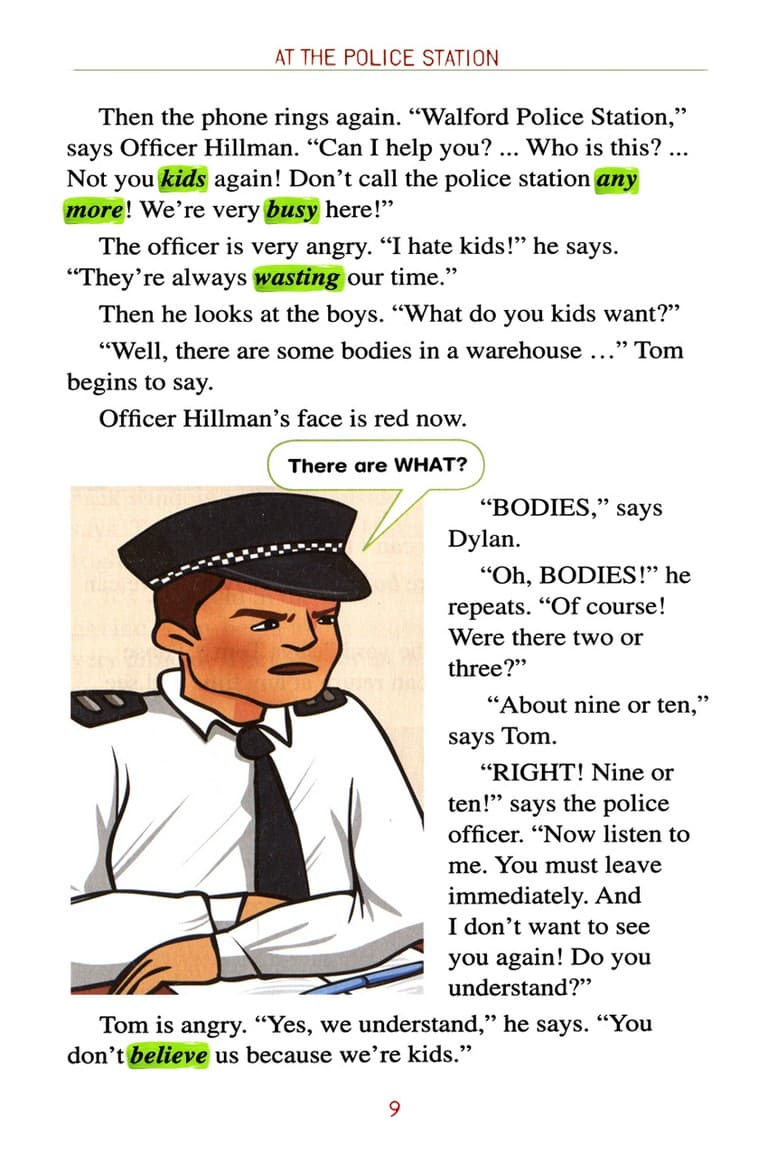 AT THE POLICE STATION
Then the phone rings again. “Walford Police Station,”
says Officer Hillman. “Can I help you? ... Who is this? ...
Not you kids again! Don’t call the police station any
more! We’re very busy here!”
The officer is very angry. “I hate kids!” he says.
“They’re always wasting our time.”
Then he looks at the boys. “What do you kids want?”
“Well, there are some bodies in a warehouse ...” Tom
begins to say.
Officer Hillman’s face is red now.
There are WHAT?
“BODIES,” says
Dylan.
“Oh, BODIES!” he
repeats. “Of course!
Were there two or
three?”
“About nine or ten,”
says Tom.
“RIGHT! Nine or
ten!” says the police
officer. “Now listen to
me. You must leave
immediately. And
I don’t want to see
you again! Do you
understand?”
Tom is angry. “Yes, we understand,” he says. “You
don’t believe us because we’re kids.”
9